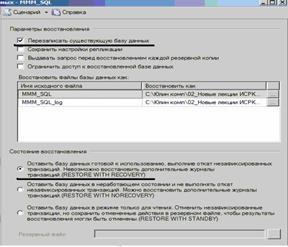 мых - MMM_SQL
Сценарий
Справка
Параметры восстановления
Перезаписать существующую базу данных
Сохранить настройки репликации
Выдавать запрос перед восстановлением каждой резервной копии
Ограничить доступ к восстановленной базе данных
Восстановить файлы базы данных как:
Имя исходного файла Восстановить как
MMM_SQL C:\Юлин комп\02_Новые лекции ИСРК...
MMM_SQL_log C:\Юлин комп\02_Новые лекции ИСРК...
Состояние восстановления
Оставить базу данных готовой к использованию, выполнив откат незафиксированных
транзакций. Невозможно восстановить дополнительные журналы
транзакций.(RESTORE WITH RECOVERY)
Оставить базу данных в неработающем состоянии и не выполнять откат
незафиксированных транзакций. Можно восстановить дополнительные журналы
транзакций.(RESTORE WITH NORECOVERY)
Оставить базу данных в режиме только для чтения. Отменить незафиксированные
транзакции, но сохранить отмененные действия в резервном файле, чтобы результаты
восстановления могли быть отменены.(RESTORE WITH STANDBY)
Резервный файл: